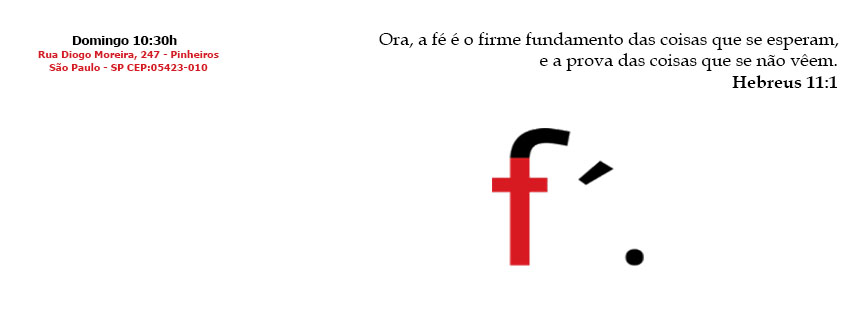 Domingo 10:30h
Rua Diogo Moreira, 247 - Pinheiros
São Paulo - SP CEP:05423-010
Ora, a fé é o firme fundamento das coisas que se esperam,
e a prova das coisas que se não vêem.
Hebreus 11:1
f´.